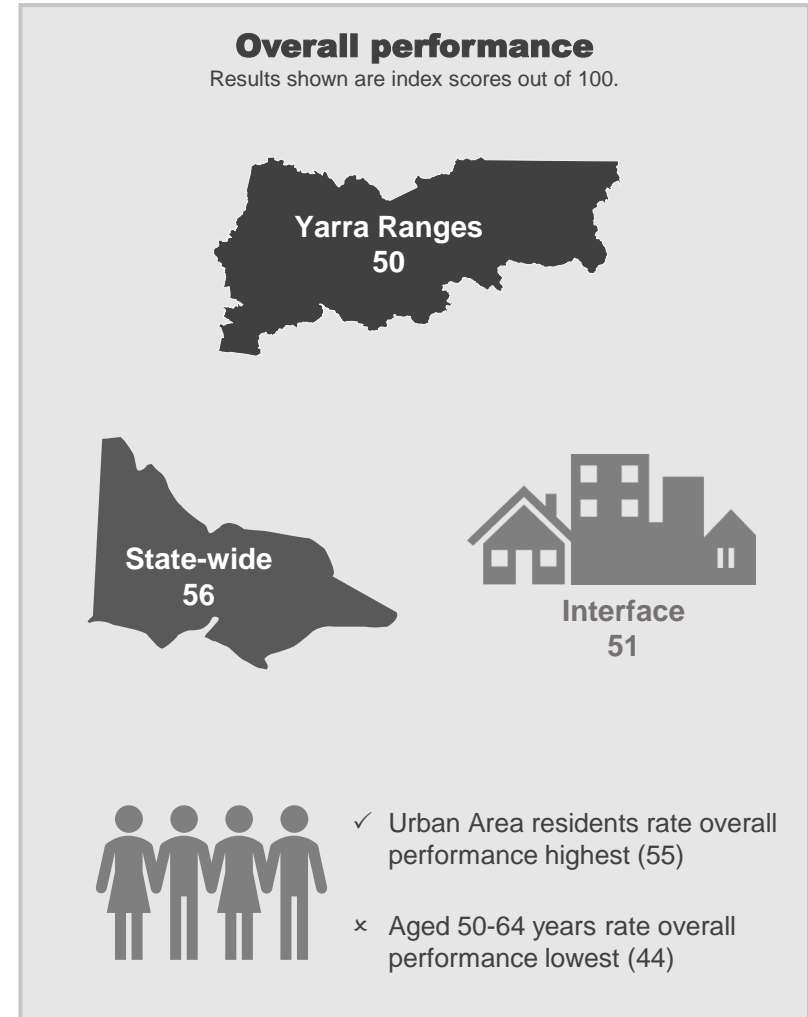 Overall performance
Results shown are index scores out of 100.
Yarra Ranges
50
State-wide
56
Interface
51
✓ Urban Area residents rate overall
performance highest (55)
× Aged 50-64 years rate overall
performance lowest (44)